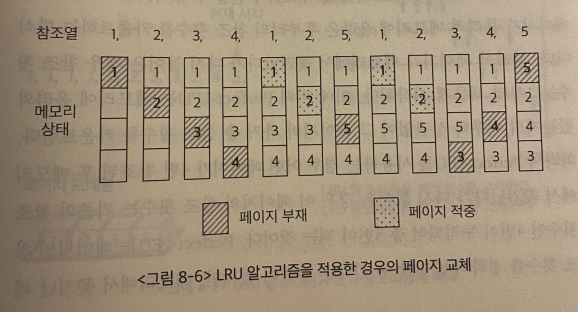 참조열 1, 2, 3, 4, 1, 2, 5, 1, 2, 3, 4, 5
1 1 1 1 1 1 1 1 1 1 1 5
메모리 상태
2 2 2 2 2 2 2 2 2 2 2
3 3 3 3 5 5 5 5 4 4
4 4 4 4 4 4 3 3 3
페이지 부재 페이지 적중
<그림 8-6> LRU 알고리즘을 적용한 경우의 페이지 교체